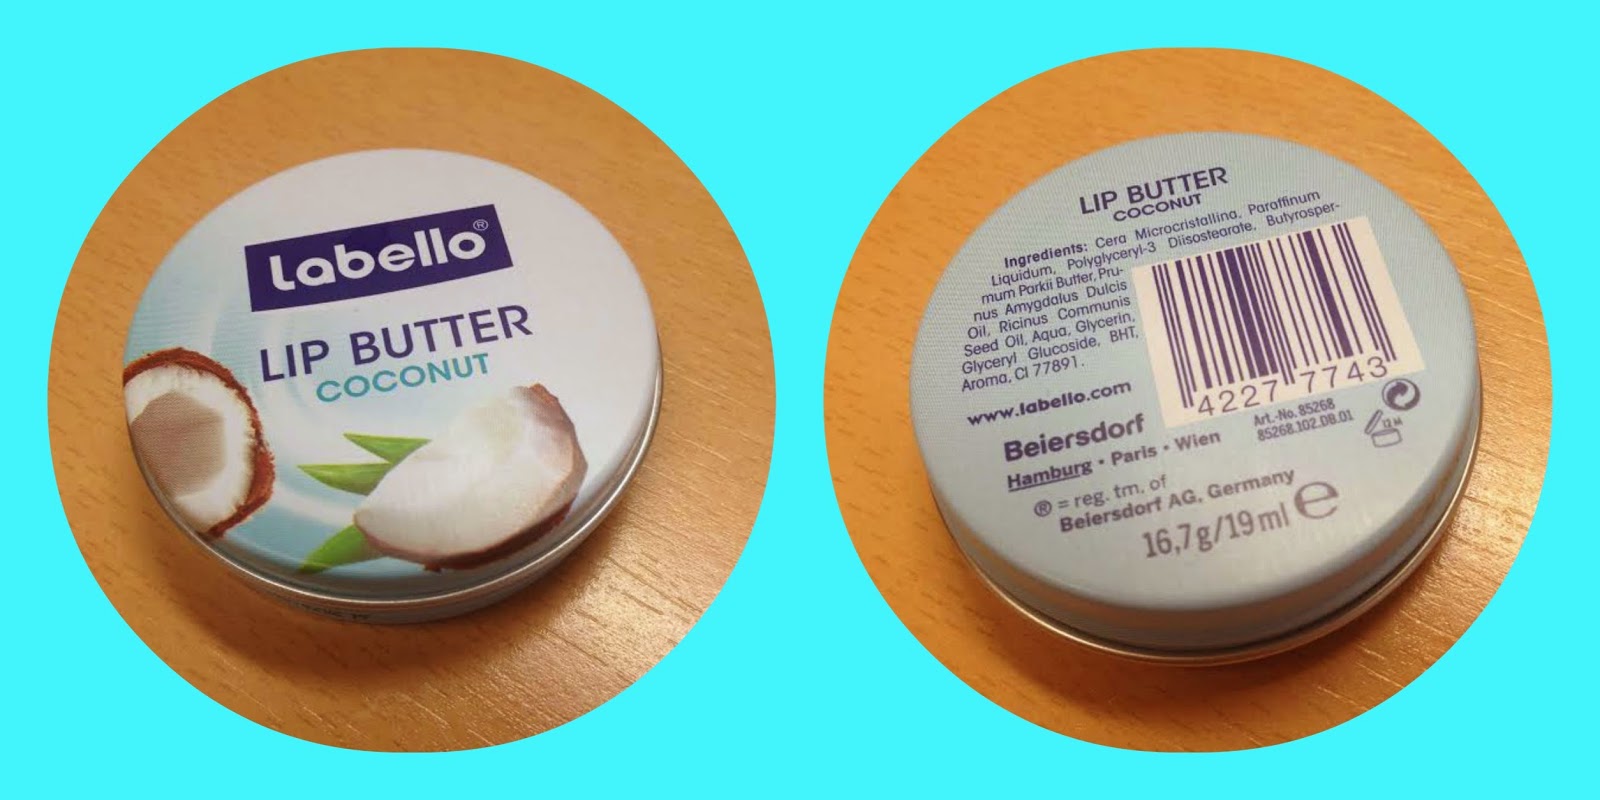 Labello®
LIP BUTTER
COCONUT
LIP BUTTER
COCONUT
Ingredients: Cera Microcristallina, Paraffinum
Liquidum, Polyglyceryl-3 Diisostearate, Butyrosper-
mum Parkii Butter, Pru-
nus Amygdalus Dulcis
Oil, Ricinus Communis
Seed Oil, Aqua, Glycerin,
Glyceryl Glucoside, BHT,
Aroma, CI 77891.
4227 7743
www.labello.com
Art.-No. 85268
85268.102.DB.01
12 M
Beiersdorf
Hamburg • Paris • Wien
® = reg. tm. of
Beiersdorf AG, Germany
16,7g/19ml e